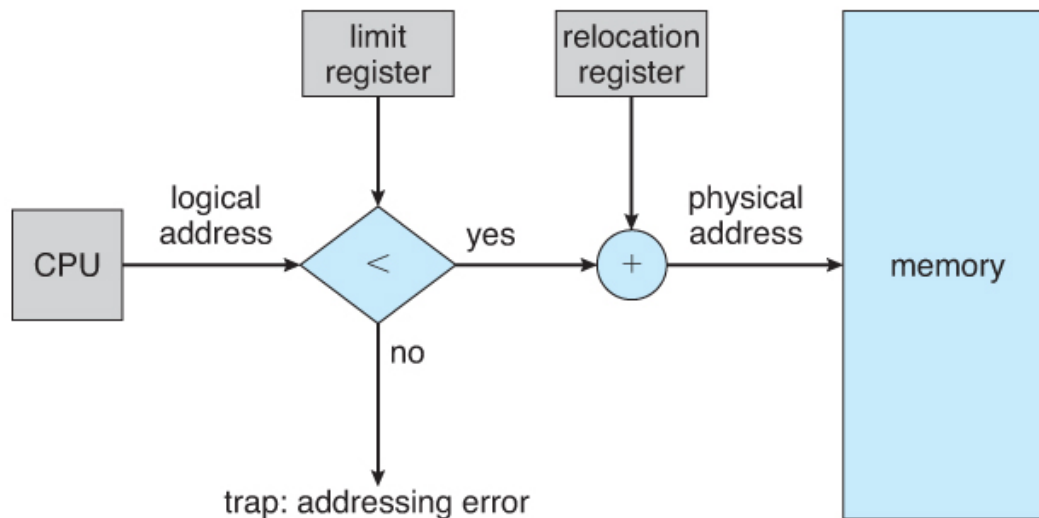 limit
register
relocation
register
logical
address
physical
address
CPU
<
yes
+
memory
no
trap: addressing error